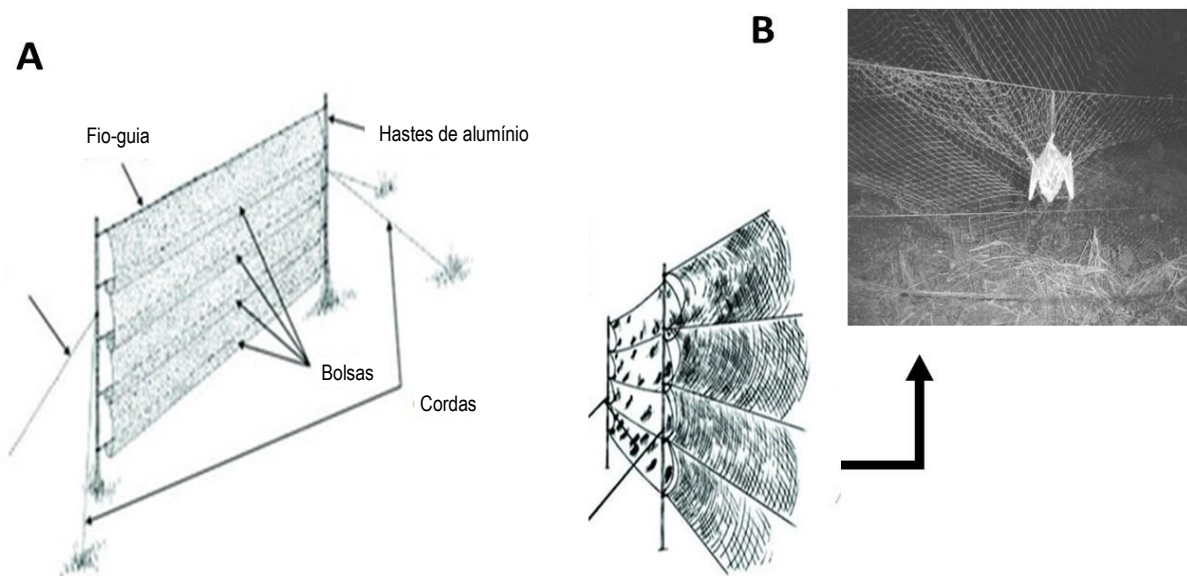 A
B
Fio-guia
Hastes de alumínio
Bolsas
Cordas